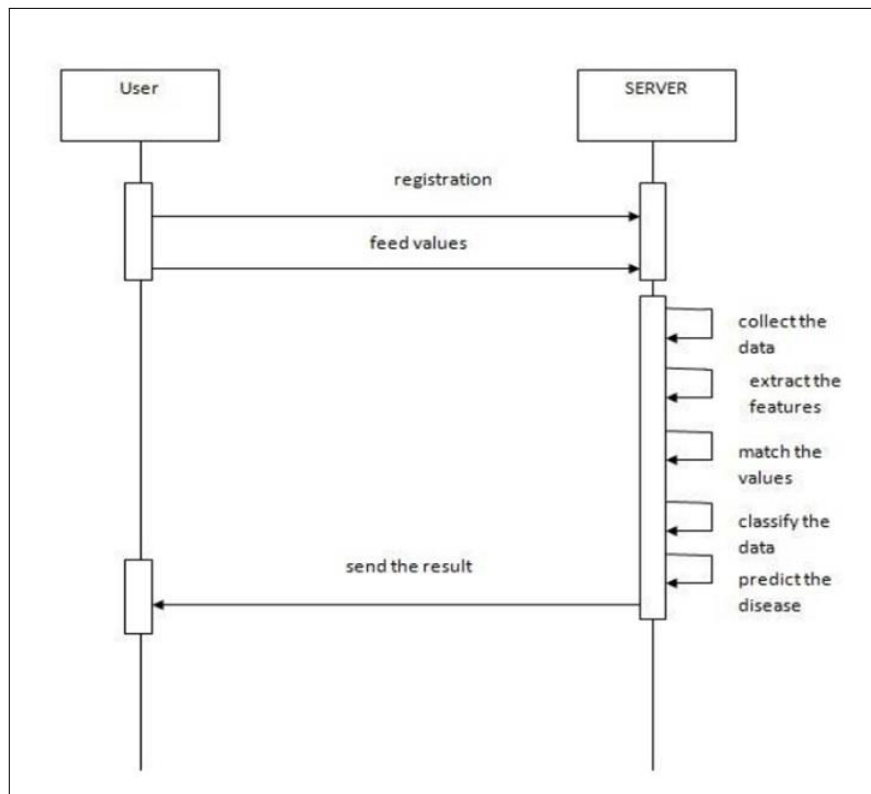 User
SERVER
registration
feed values
collect the
data
extract the
features
match the
values
classify the
data
send the result
predict the
disease